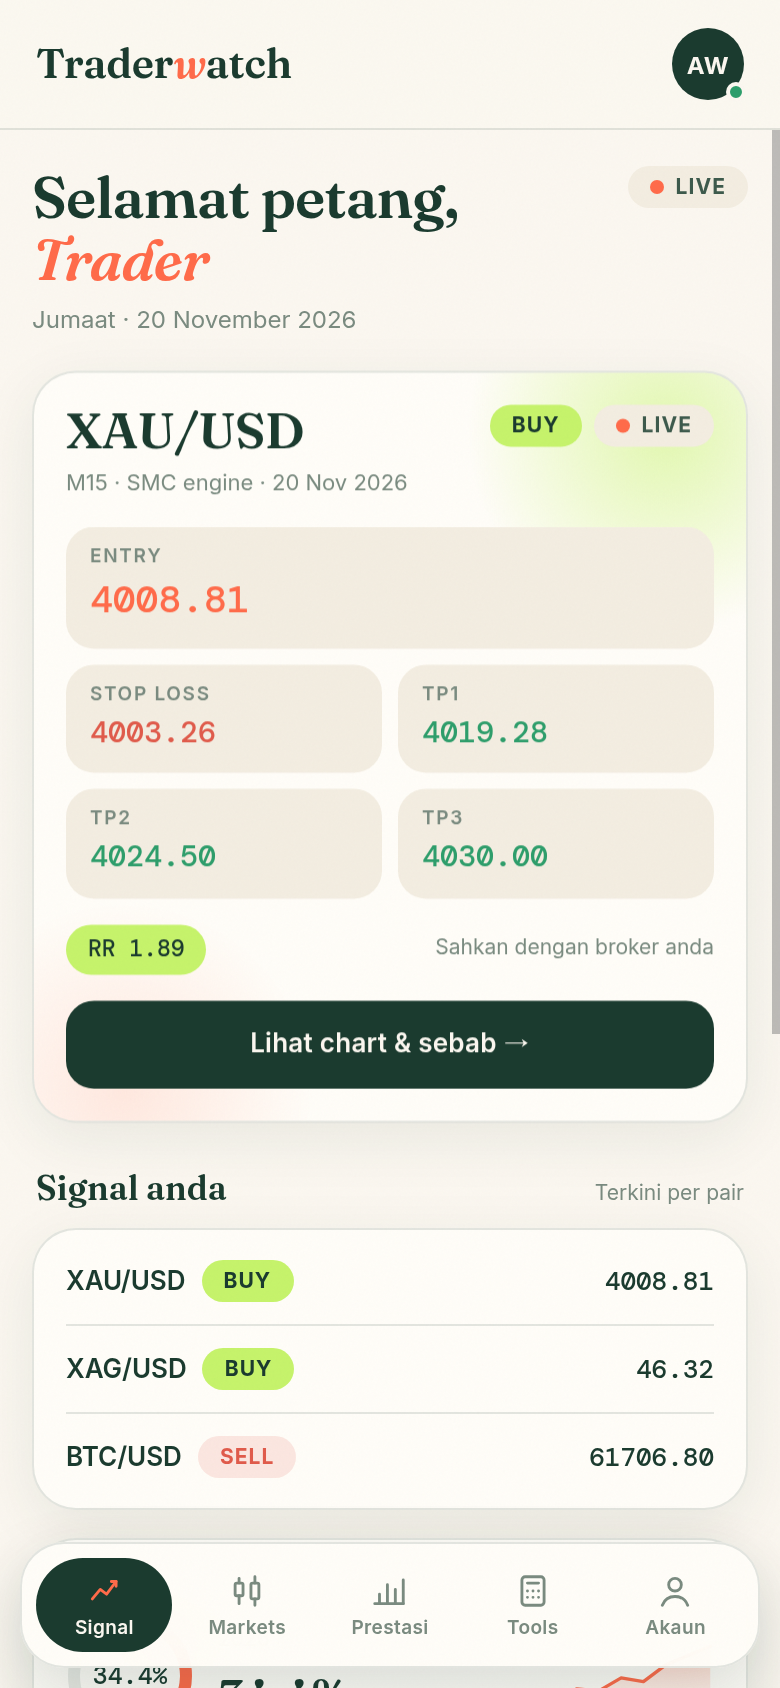 Traderwatch
AW
Selamat petang,
Trader
LIVE
Jumaat · 20 November 2026
XAU/USD
BUY
LIVE
M15 · SMC engine · 20 Nov 2026
ENTRY
4008.81
STOP LOSS
4003.26
TP1
4019.28
TP2
4024.50
TP3
4030.00
RR 1.89
Sahkan dengan broker anda
Lihat chart & sebab →
Signal anda
Terkini per pair
XAU/USD BUY 4008.81
XAG/USD BUY 46.32
BTC/USD SELL 61706.80
Signal
Markets
Prestasi
Tools
Akaun
34.4%